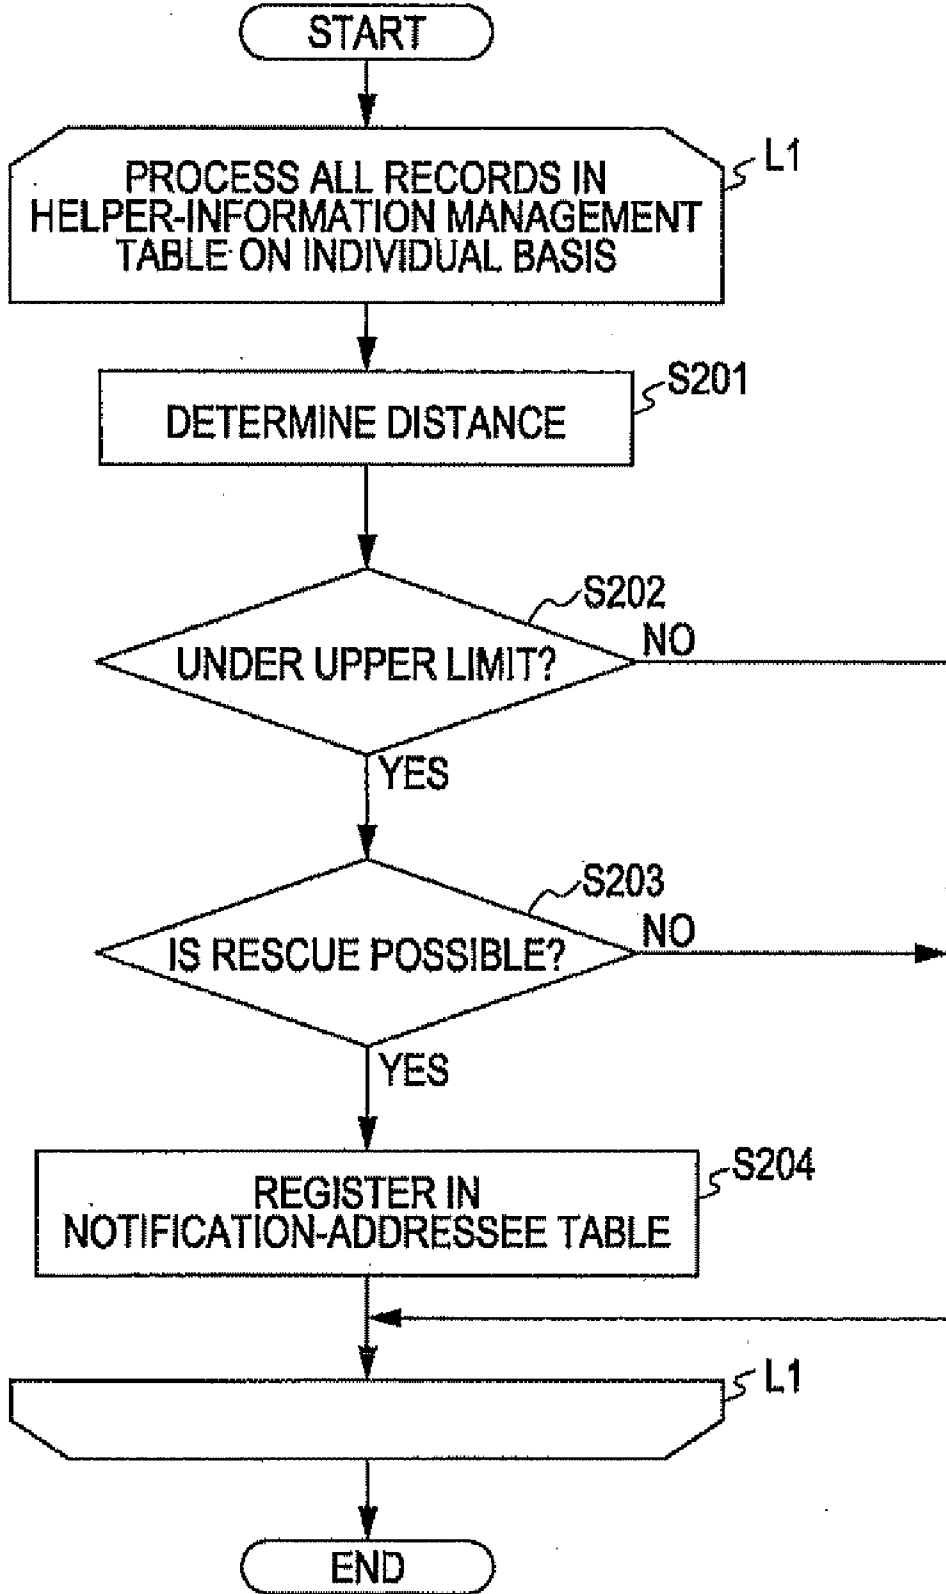 START
PROCESS ALL RECORDS IN
HELPER-INFORMATION MANAGEMENT
TABLE ON INDIVIDUAL BASIS
L1
DETERMINE DISTANCE
S201
UNDER UPPER LIMIT?
S202
NO
YES
IS RESCUE POSSIBLE?
S203
NO
YES
REGISTER IN
NOTIFICATION-ADDRESSEE TABLE
S204
L1
END